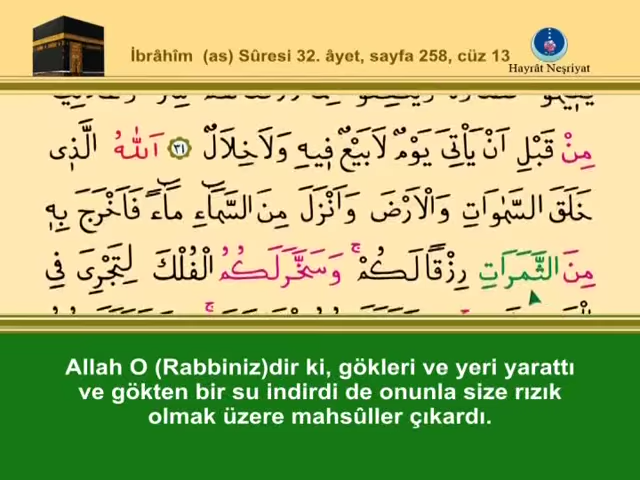 İbrâhîm (as) Sûresi 32. âyet, sayfa 258, cüz 13
Hayrât Neşriyat
مِنْ قَبْلِ اَنْ يَأْتِىَ يَوْمٌ لَا بَيْعٌ فٖيهِ وَلَا خِلَالٌ ﴿٣١﴾ اَللّٰهُ الَّذٖى
خَلَقَ السَّمٰوَاتِ وَالْاَرْضَ وَاَنْزَلَ مِنَ السَّمَٓاءِ مَٓاءً فَاَخْرَجَ بِهٖ
مِنَ الثَّمَرَاتِ رِزْقًا لَكُمْ ۚ وَسَخَّرَ لَكُمُ الْفُلْكَ لِتَجْرِىَ فِى
Allah O (Rabbiniz)dir ki, gökleri ve yeri yarattı
ve gökten bir su indirdi de onunla size rızık
olmak üzere mahsûller çıkardı.